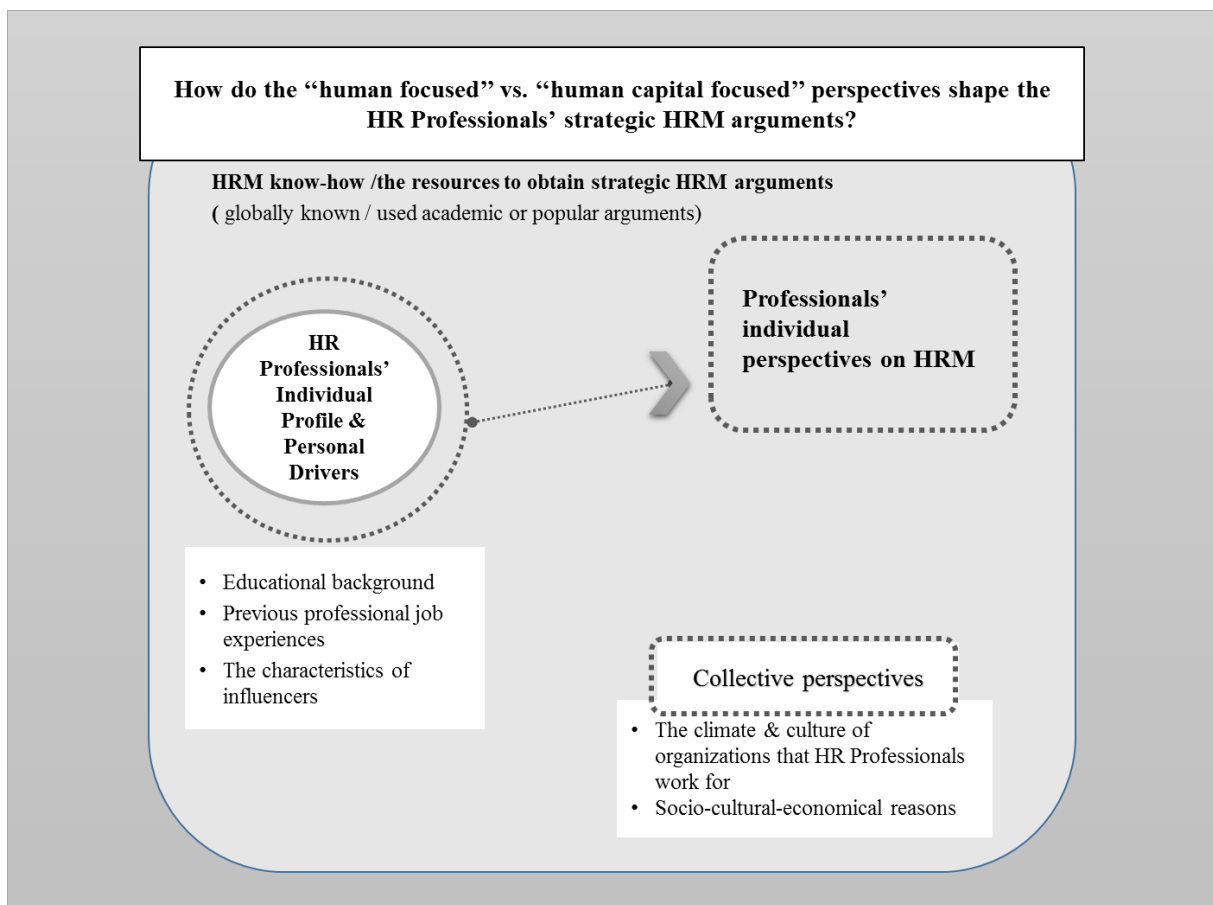 How do the ‘‘human focused’’ vs. ‘‘human capital focused’’ perspectives shape the
HR Professionals’ strategic HRM arguments?
HRM know-how /the resources to obtain strategic HRM arguments
( globally known / used academic or popular arguments)
HR
Professionals’
Individual
Profile &
Personal
Drivers
Professionals’
individual
perspectives on HRM
• Educational background
• Previous professional job
experiences
• The characteristics of
influencers
Collective perspectives
• The climate & culture of
organizations that HR Professionals
work for
• Socio-cultural-economical reasons